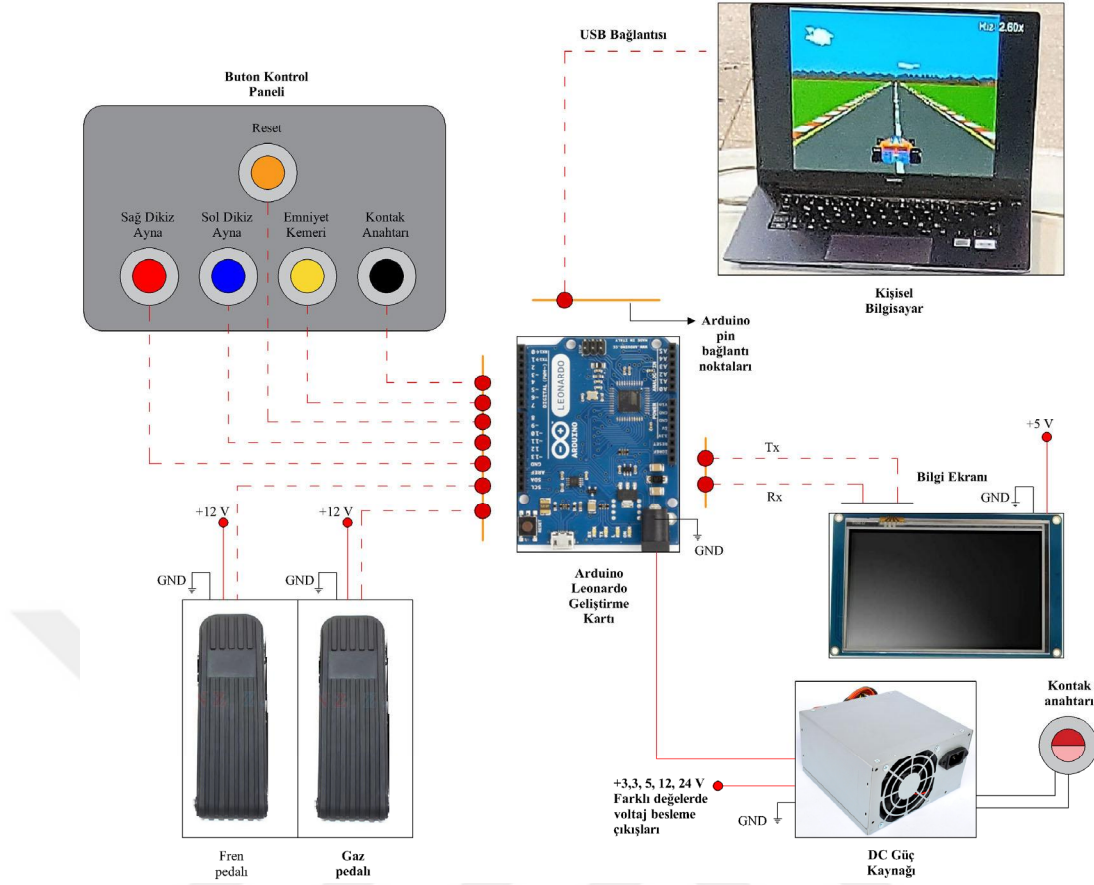 USB Bağlantısı
Hız: 2.60x
Buton Kontrol
Paneli
Reset
Sağ Dikiz
Ayna
Sol Dikiz
Ayna
Emniyet
Kemeri
Kontak
Anahtarı
Kişisel
Bilgisayar
Arduino
pin
bağlantı
noktaları
LEONARDO
ARDUINO
Tx
Rx
+5 V
Bilgi Ekranı
GND
GND
+12 V
+12 V
GND
GND
Arduino
Leonardo
Geliştirme
Kartı
Kontak
anahtarı
+3,3, 5, 12, 24 V
Farklı değelerde
voltaj besleme
çıkışları
GND
Fren
pedalı
Gaz
pedalı
DC Güç
Kaynağı